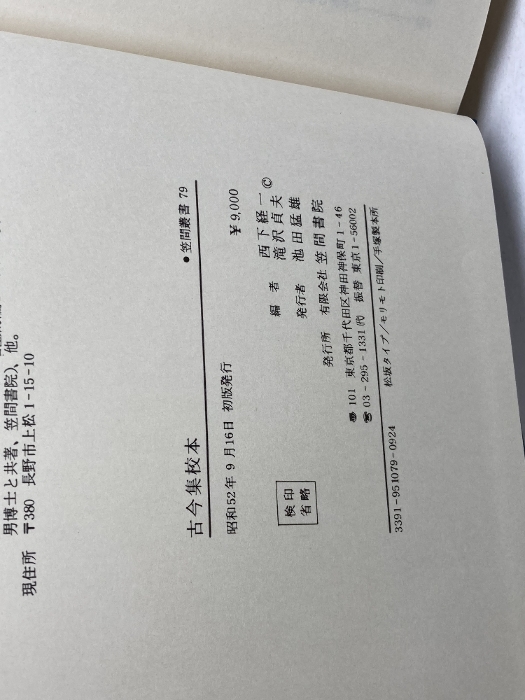 男博士と共著、笠間書院)、他。
現住所 〒380 長野市上松1-15-10
古今集校本 ●笠間叢書 79
昭和52年 9月16日 初版発行 ￥9,000
検印
省略
編者 西下経一 ©
滝沢貞夫
発行者 池田猛雄
発行所 有限会社 笠間書院
〠 101 東京都千代田区神田神保町1-46
☎ 03-295-1331㈹ 振替 東京1-56002
松坂タイプ/モリモト印刷/手塚製本所
3391-951079-0924